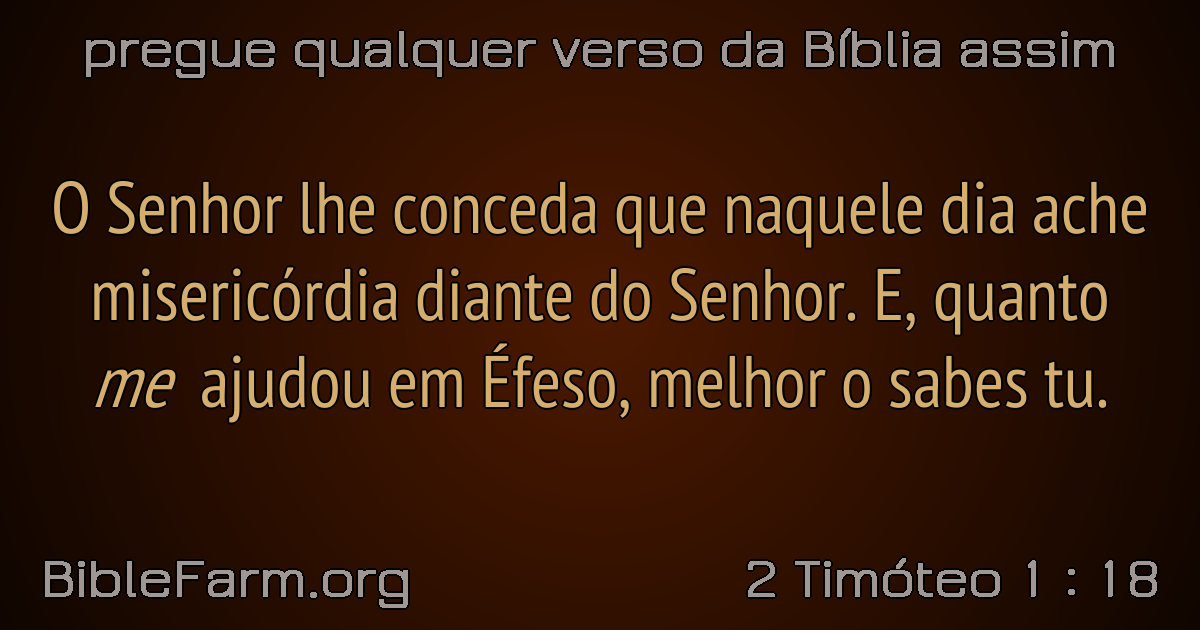 pregue qualquer verso da Bíblia assim
O Senhor lhe conceda que naquele dia ache
misericórdia diante do Senhor. E, quanto
me ajudou em Éfeso, melhor o sabes tu.
BibleFarm.org
2 Timóteo 1 : 18